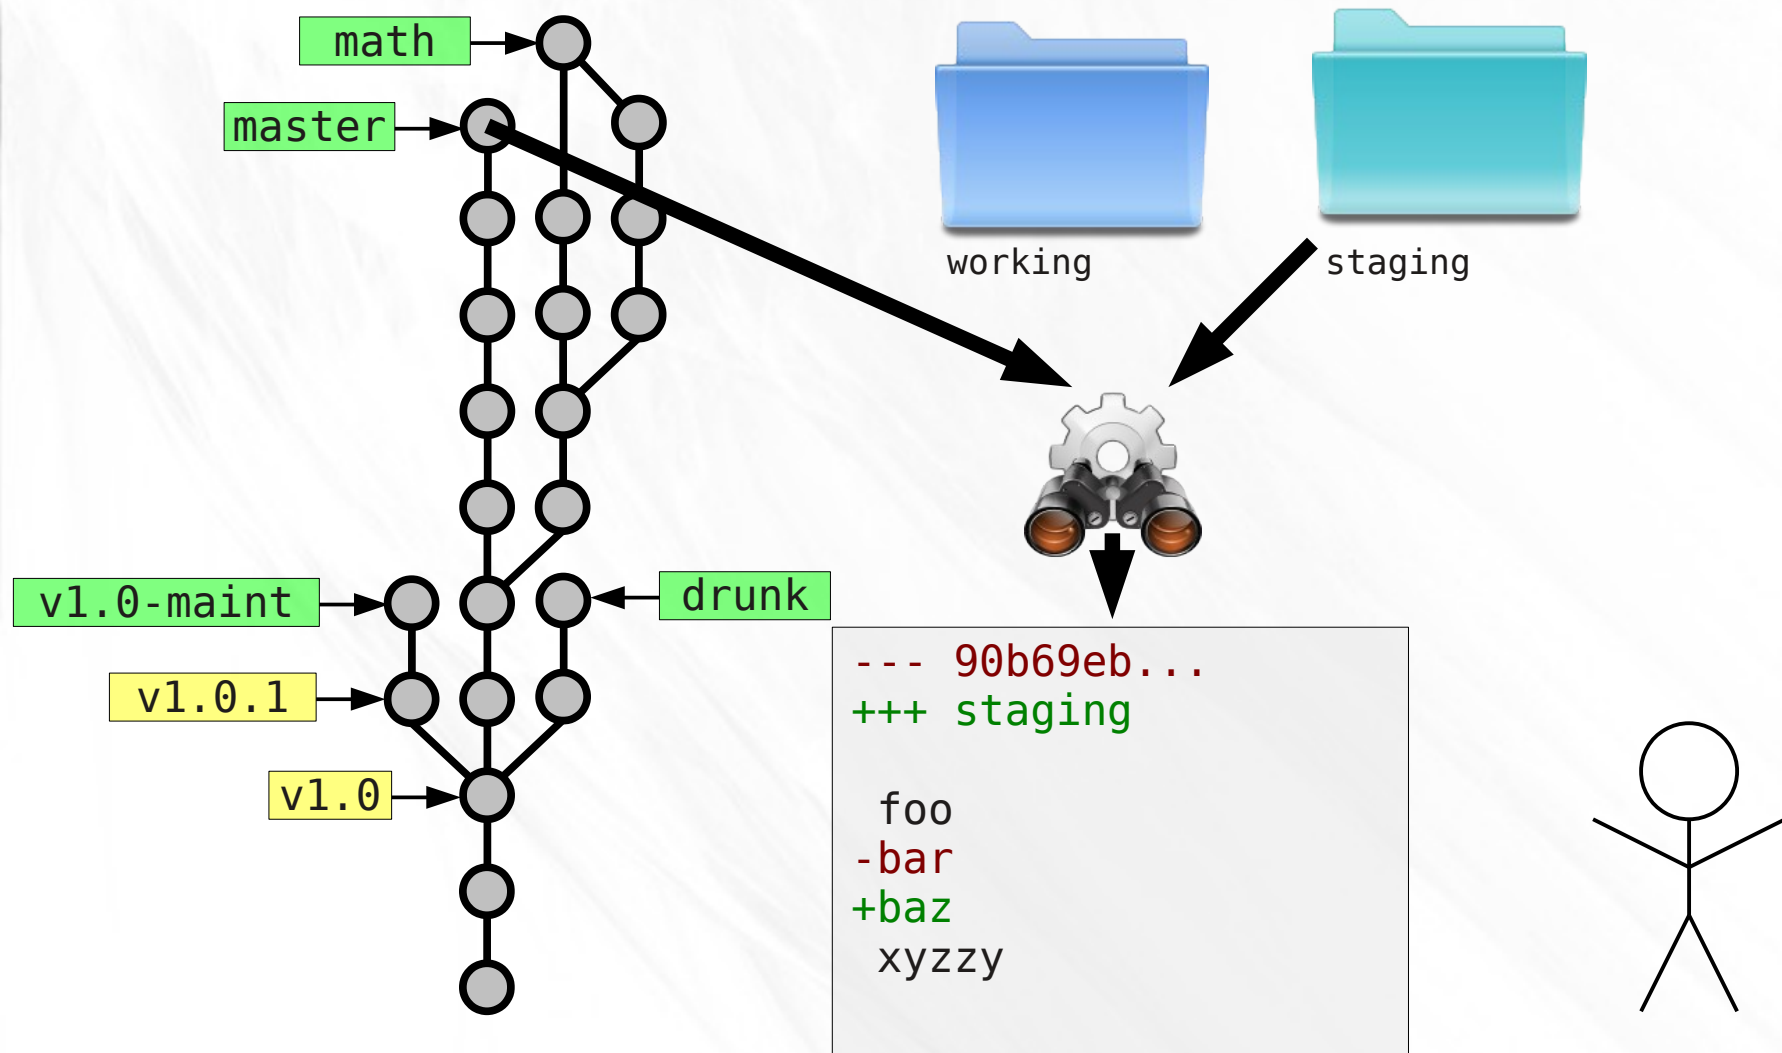 math
master
working
staging
v1.0-maint
drunk
v1.0.1
v1.0
--- 90b69eb...
+++ staging
 foo
-bar
+baz
 xyzzy